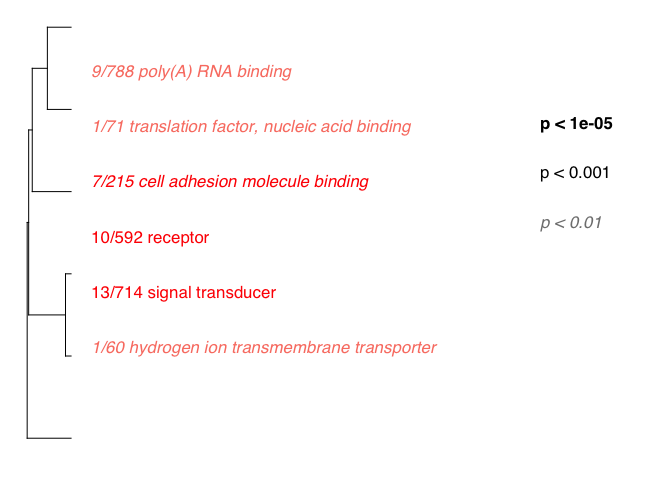 9/788 poly(A) RNA binding
1/71 translation factor, nucleic acid binding
7/215 cell adhesion molecule binding
10/592 receptor
13/714 signal transducer
1/60 hydrogen ion transmembrane transporter
p < 1e-05
p < 0.001
p < 0.01